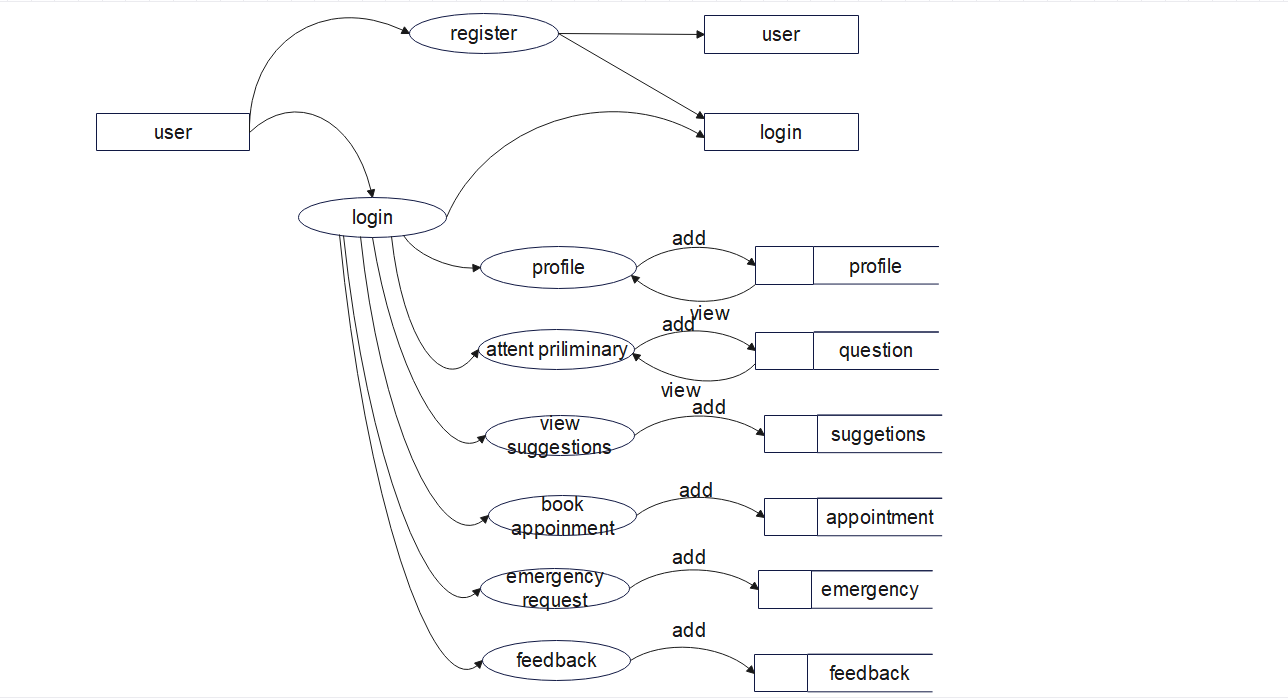 register
user
user
login
login
add
profile
profile
view
add
attent priliminary
question
view
add
view
suggestions
suggetions
add
book
appoinment
appointment
add
emergency
request
emergency
add
feedback
feedback